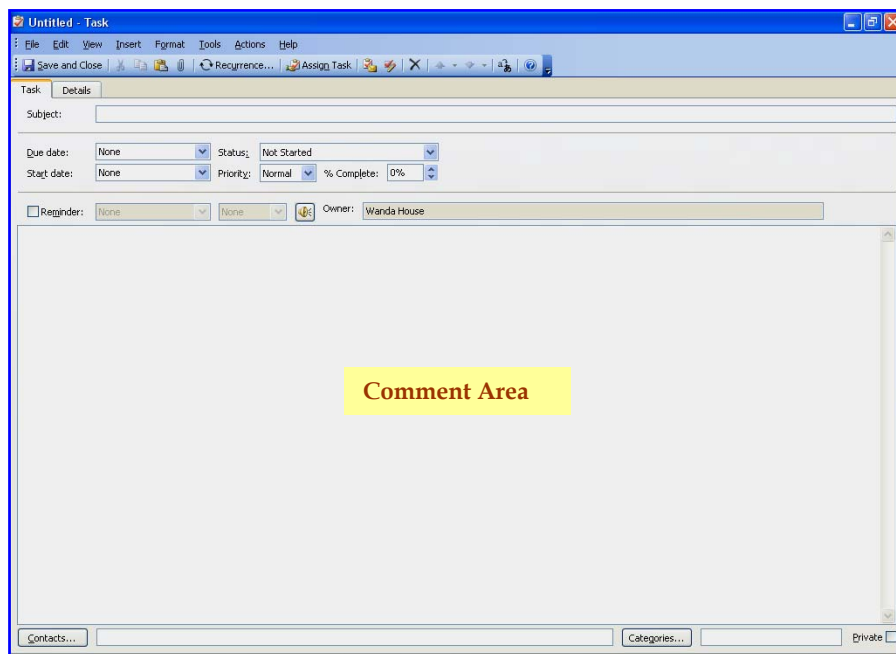 Untitled - Task
File Edit View Insert Format Tools Actions Help
Save and Close Recurrence... Assign Task
Task Details
Subject:
Due date: None Status: Not Started
Start date: None Priority: Normal % Complete: 0%
Reminder: None None Owner: Wanda House
Comment Area
Contacts... Categories... Private